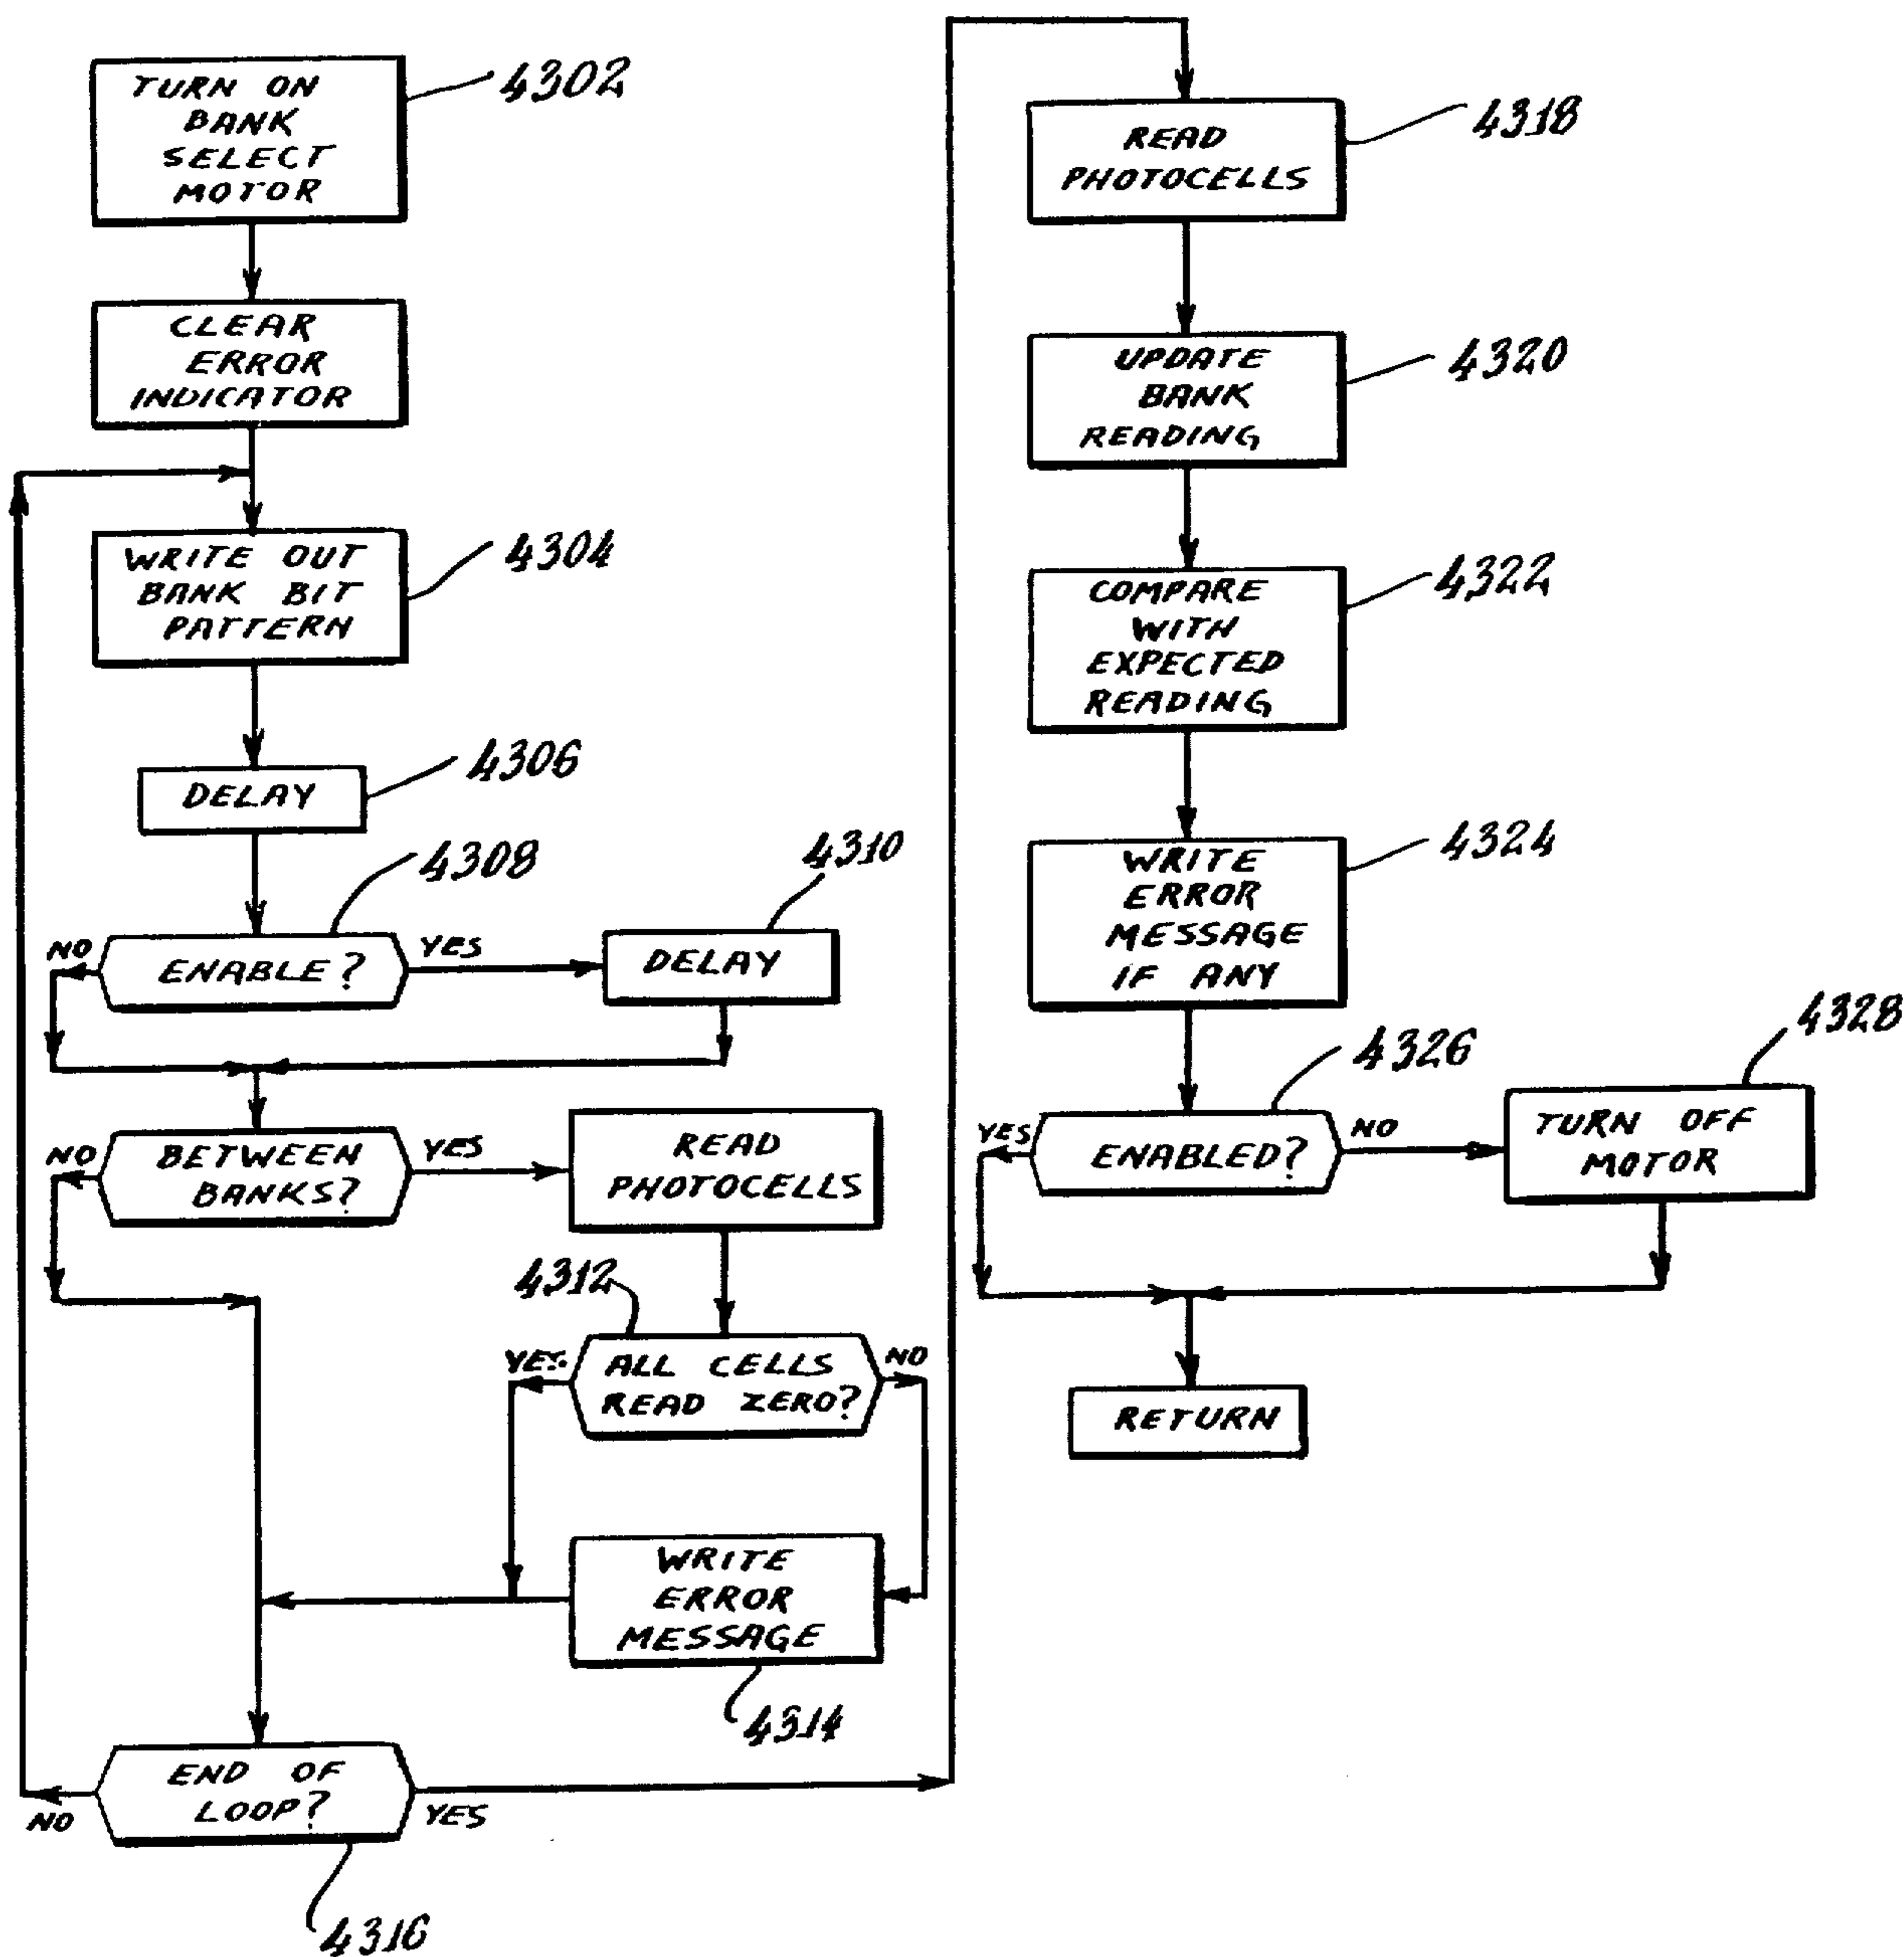 TURN ON
BANK
SELECT
MOTOR
4302
CLEAR
ERROR
INDICATOR
WRITE OUT
BANK BIT
PATTERN
4304
DELAY
4306
4308
NO
ENABLE?
YES
4310
DELAY
NO
BETWEEN
BANKS?
YES
READ
PHOTOCELLS
4312
YES
ALL CELLS
READ ZERO?
NO
WRITE
ERROR
MESSAGE
4314
NO
END OF
LOOP?
YES
4316
READ
PHOTOCELLS
4318
UPDATE
BANK
READING
4320
COMPARE
WITH
EXPECTED
READING
4322
WRITE
ERROR
MESSAGE
IF ANY
4324
4326
YES
ENABLED?
NO
4328
TURN OFF
MOTOR
RETURN